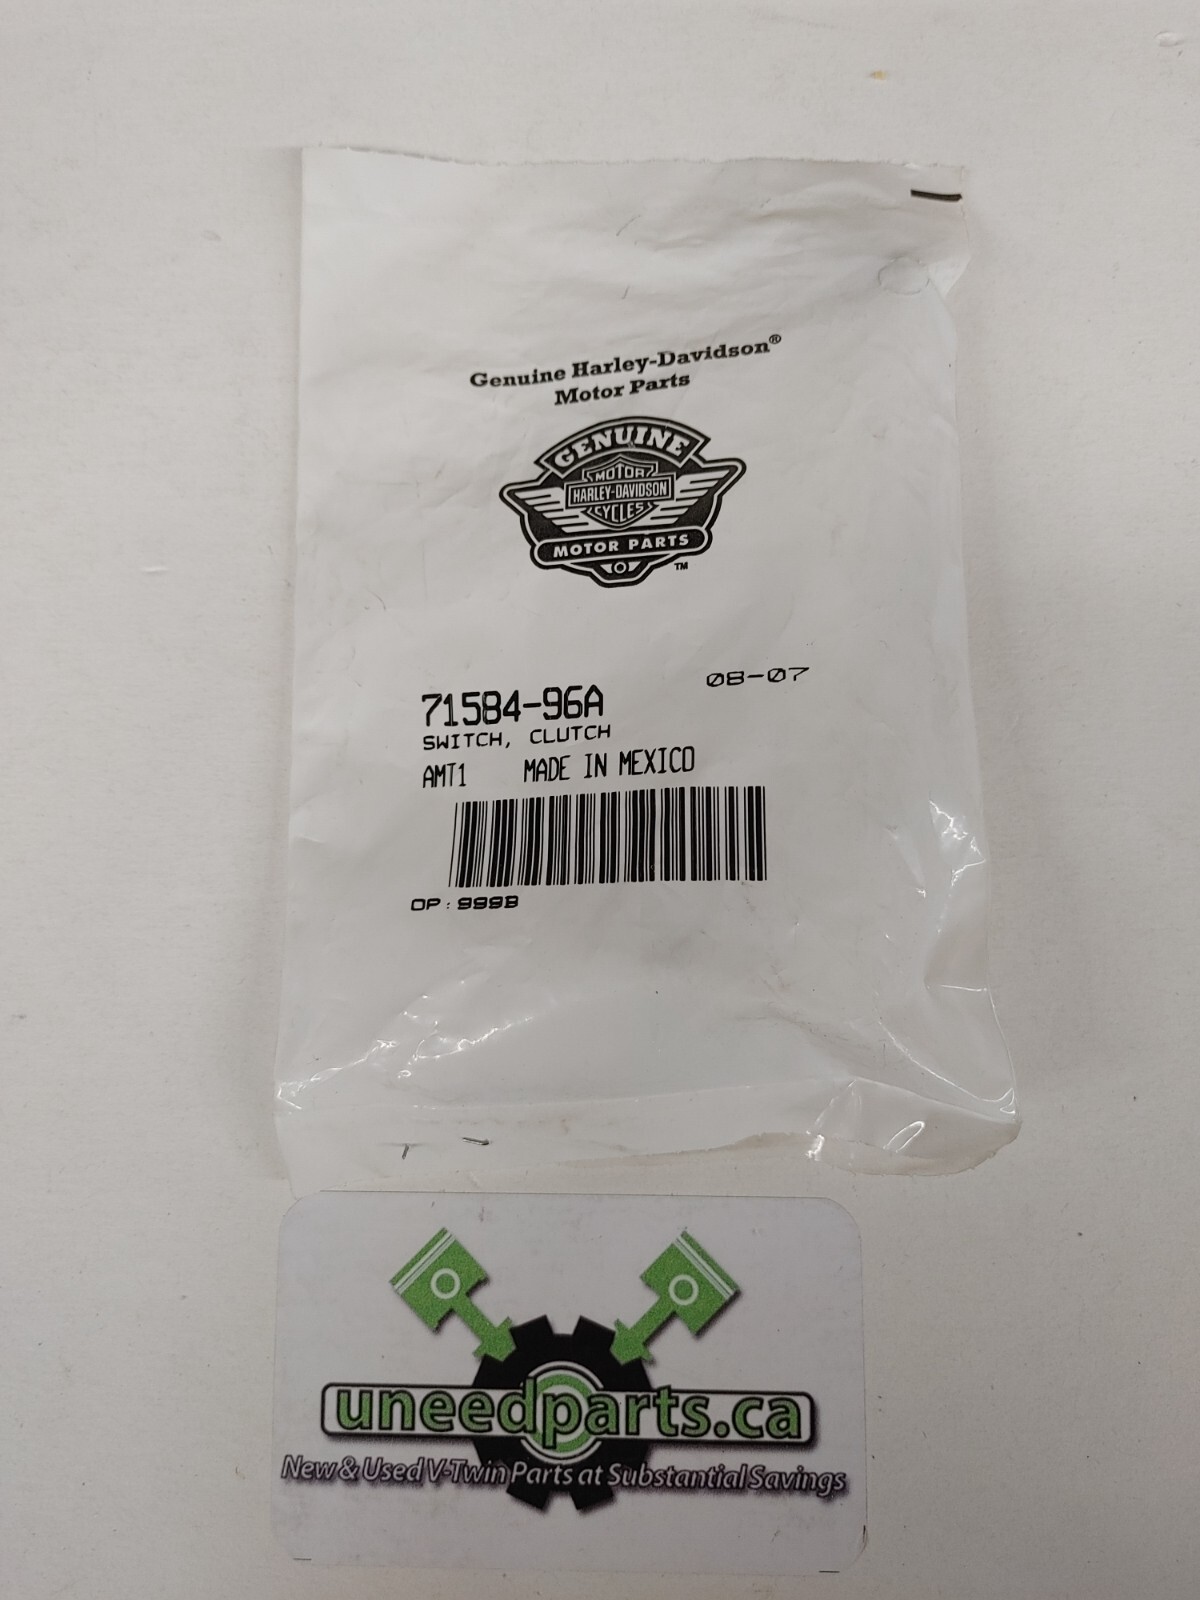 Genuine Harley-Davidson®
Motor Parts
GENUINE
MOTOR
HARLEY-DAVIDSON
CYCLES
MOTOR PARTS
TM
08-07
71584-96A
SWITCH, CLUTCH
AMT1 MADE IN MEXICO
OP: 999B
uneedparts.ca
New & Used V-Twin Parts at Substantial Savings